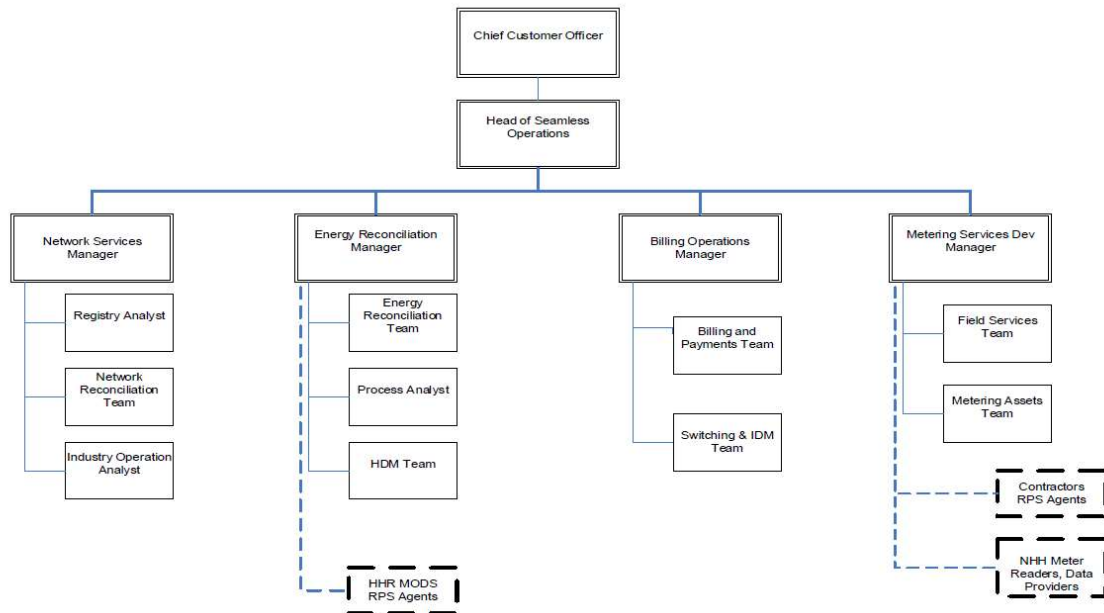 Chief Customer Officer
Head of Seamless
Operations
Network Services
Manager
Energy Reconciliation
Manager
Billing Operations
Manager
Metering Services Dev
Manager
Registry Analyst
Network
Reconciliation
Team
Industry Operation
Analyst
Energy
Reconciliation
Team
Process Analyst
HDM Team
HHR MODS
RPS Agents
Billing and
Payments Team
Switching & IDM
Team
Field Services
Team
Metering Assets
Team
Contractors
RPS Agents
NHH Meter
Readers, Data
Providers